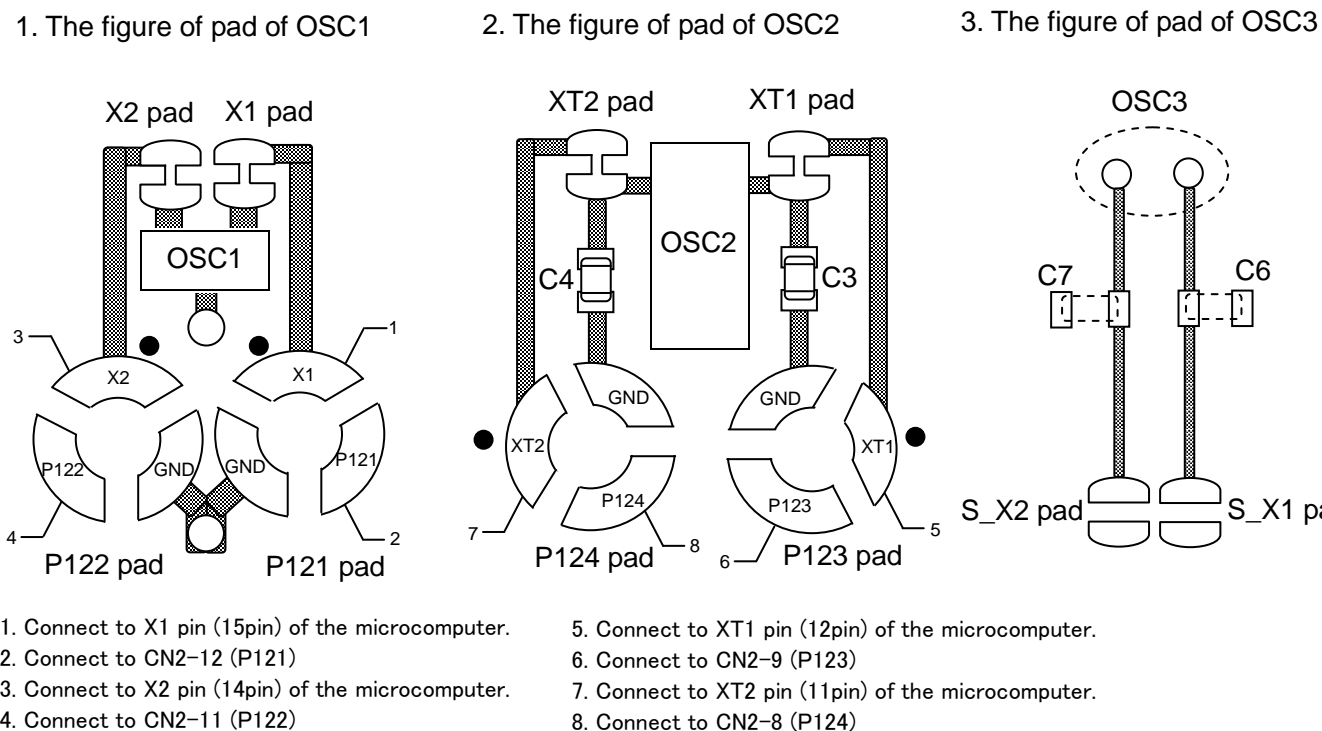 1. The figure of pad of OSC1
2. The figure of pad of OSC2
3. The figure of pad of OSC3
X2 pad X1 pad
XT2 pad XT1 pad
OSC3
OSC1
OSC2
C4
C3
C7
C6
3
1
X2
X1
GND
GND
P122
GND
GND
P121
XT2
XT1
P124
P123
4
2
7
8
6
5
P122 pad
P121 pad
P124 pad
P123 pad
S_X2 pad
S_X1 pa
1. Connect to X1 pin (15pin) of the microcomputer.
2. Connect to CN2-12 (P121)
3. Connect to X2 pin (14pin) of the microcomputer.
4. Connect to CN2-11 (P122)
5. Connect to XT1 pin (12pin) of the microcomputer.
6. Connect to CN2-9 (P123)
7. Connect to XT2 pin (11pin) of the microcomputer.
8. Connect to CN2-8 (P124)